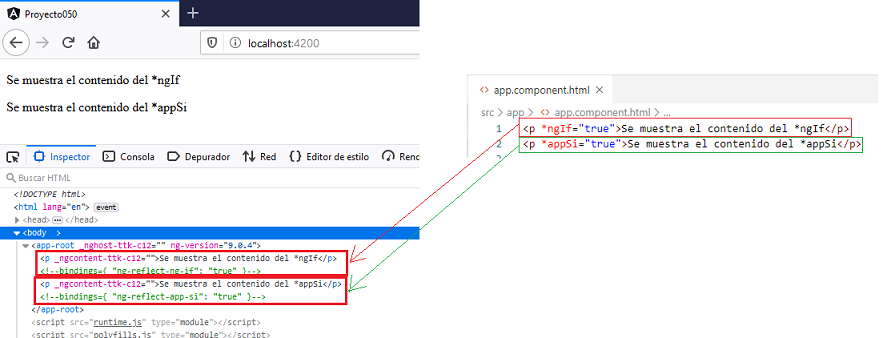 Proyecto050
localhost:4200
Se muestra el contenido del *ngIf
Se muestra el contenido del *appSi
Inspector Consola Depurador Red Editor de estilo Rend
Buscar HTML
<!DOCTYPE html>
<html lang="en"> event
<head> ••• </head>
<body >
<app-root _nghost-ttk-c12="" ng-version="9.0.4">
<p _ngcontent-ttk-c12="">Se muestra el contenido del *ngIf</p>
<!--bindings={ "ng-reflect-ng-if": "true" }-->
<p _ngcontent-ttk-c12="">Se muestra el contenido del *appSi</p>
<!--bindings={ "ng-reflect-app-si": "true" }-->
</app-root>
<script src="runtime.js" type="module"></script>
<script src="polyfills.js" type="module"></script>
app.component.html
src > app > app.component.html > ...
1 <p *ngIf="true">Se muestra el contenido del *ngIf</p>
2 <p *appSi="true">Se muestra el contenido del *appSi</p>